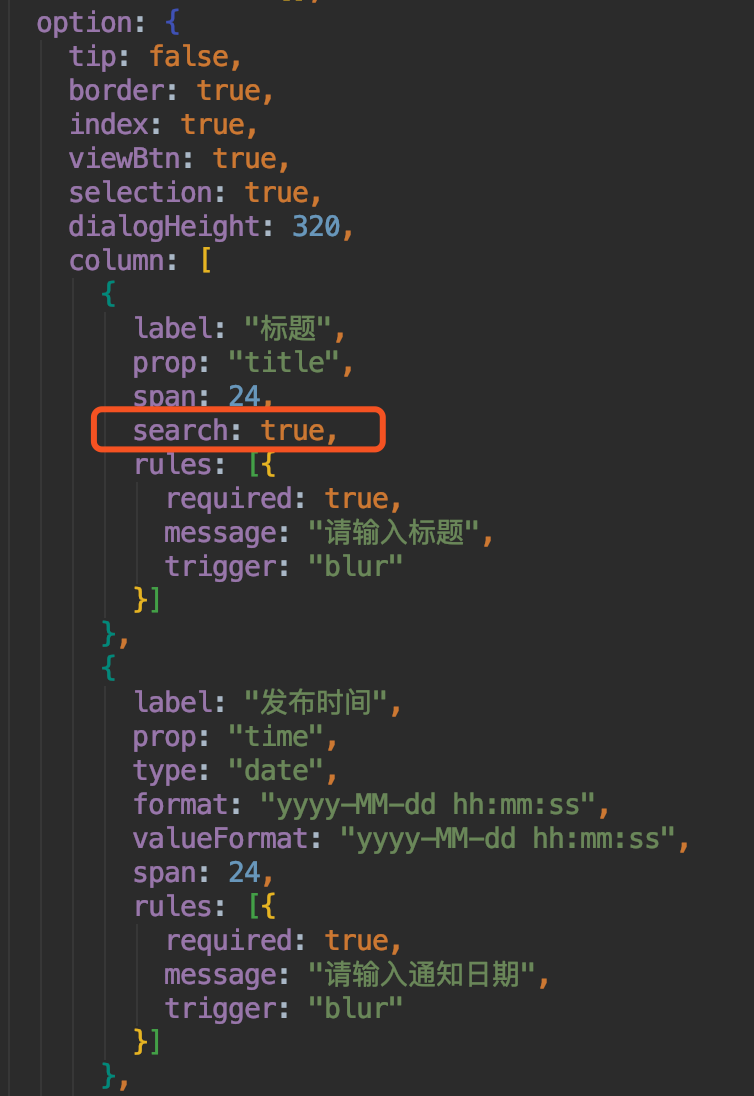 option: {
tip: false,
border: true,
index: true,
viewBtn: true,
selection: true,
dialogHeight: 320,
column: [
{
label: "标题",
prop: "title",
span: 24,
search: true,
rules: [{
required: true,
message: "请输入标题",
trigger: "blur"
}]
},
{
label: "发布时间",
prop: "time",
type: "date",
format: "yyyy-MM-dd hh:mm:ss",
valueFormat: "yyyy-MM-dd hh:mm:ss",
span: 24,
rules: [{
required: true,
message: "请输入通知日期",
trigger: "blur"
}]
},